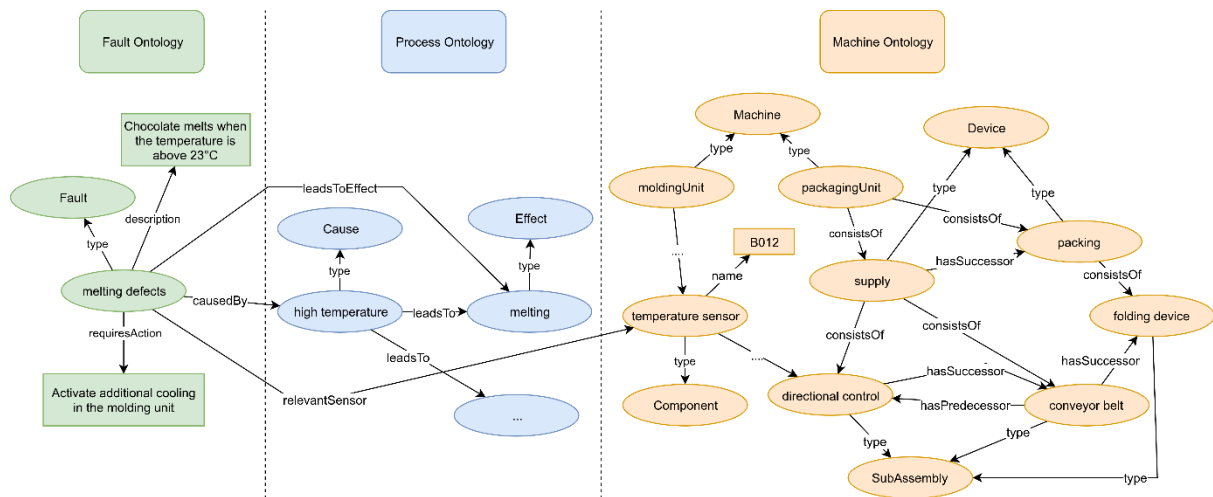 Fault Ontology
Process Ontology
Machine Ontology
Chocolate melts when
the temperature is
above 23°C
Fault
type
description
melting defects
requiresAction
Activate additional cooling
in the molding unit
leadsToEffect
causedBy
relevantSensor
Cause
type
high temperature
leadsTo
leadsTo
...
Effect
type
melting
Machine
type
type
moldingUnit
packagingUnit
Device
type
type
consistsOf
consistsOf
...
B012
name
packing
hasSuccessor
supply
consistsOf
temperature sensor
consistsOf
consistsOf
folding device
type
...
hasSuccessor
hasSuccessor
Component
directional control
hasPredecessor
conveyor belt
type
type
SubAssembly
type